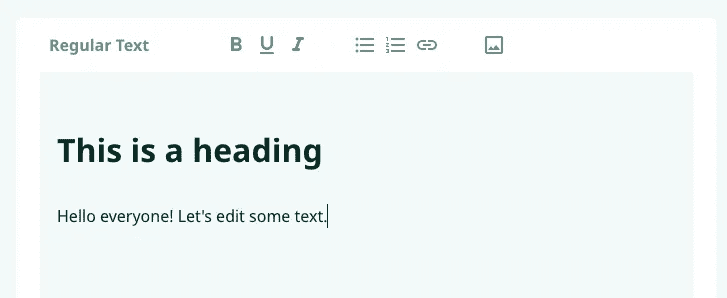 Regular Text B U I
This is a heading
Hello everyone! Let's edit some text.